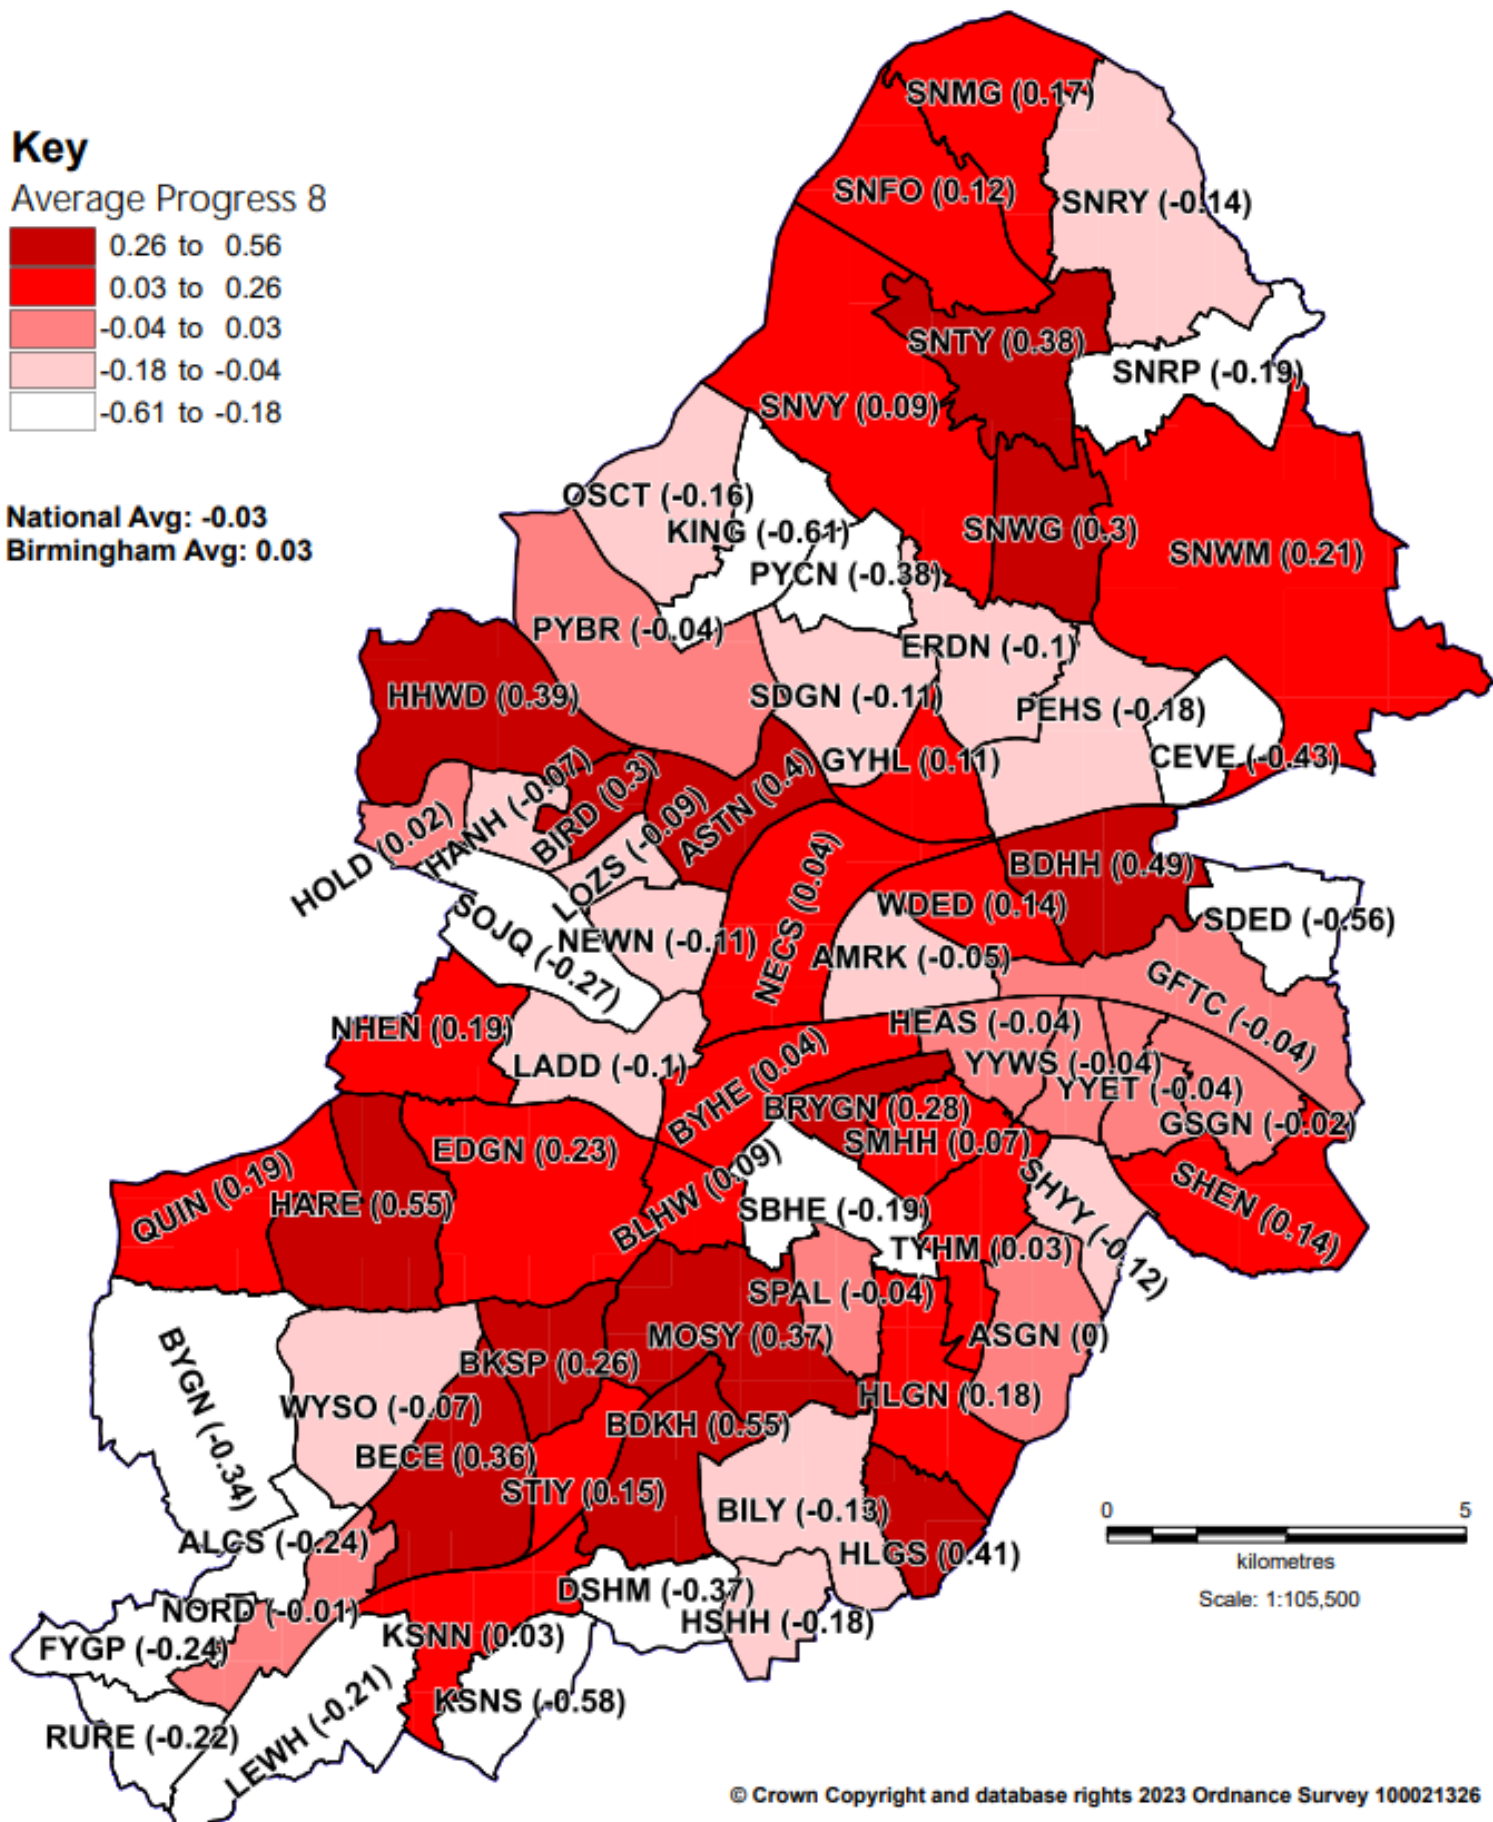 SNMG (0.17)
Key
Average Progress 8
SNFO (0.12)
SNRY (-0.14)
0.26 to 0.56
0.03 to 0.26
-0.04 to 0.03
-0.18 to -0.04
-0.61 to -0.18
SNTY (0.38)
SNRP (-0.19)
SNVY (0.09)
National Avg: -0.03
Birmingham Avg: 0.03
OSCT (-0.16)
KING (-0.61)
SNWG (0.3)
SNWM (0.21)
PYCN (-0.38)
PYBR (-0.04)
ERDN (-0.1)
HHWD (0.39)
SDGN (-0.11)
PEHS (-0.18)
GYHL (0.11)
CEVE (-0.43)
HOLD (0.02)
HANH (-0.07)
BIRD (0.3)
LOZS (-0.09)
ASTN (0.4)
NECS (0.04)
BDHH (0.49)
WDED (0.14)
SDED (-0.56)
SOJQ (-0.27)
NEWN (-0.11)
AMRK (-0.05)
GFTC (-0.04)
NHEN (0.19)
HEAS (-0.04)
LADD (-0.1)
YYWS (-0.04)
BYHE (0.04)
YYET (-0.04)
BRYGN (0.28)
GSGN (-0.02)
SMHH (0.07)
EDGN (0.23)
QUIN (0.19)
HARE (0.55)
BLHW (0.09)
SBHE (-0.19)
SHYY (-0.12)
SHEN (0.14)
TYHM (0.03)
SPAL (-0.04)
MOSY (0.37)
ASGN (0)
BYGN (-0.34)
BKSP (0.26)
WYSO (-0.07)
HLGN (0.18)
BDKH (0.55)
BECE (0.36)
STIY (0.15)
BILY (-0.13)
0 5
kilometres
Scale: 1:105,500
ALCS (-0.24)
HLGS (0.41)
DSHM (-0.37)
NORD (-0.01)
HSHH (-0.18)
KSNN (0.03)
FYGP (-0.24)
KSNS (-0.58)
RURE (-0.22)
LEWH (-0.21)
© Crown Copyright and database rights 2023 Ordnance Survey 100021326